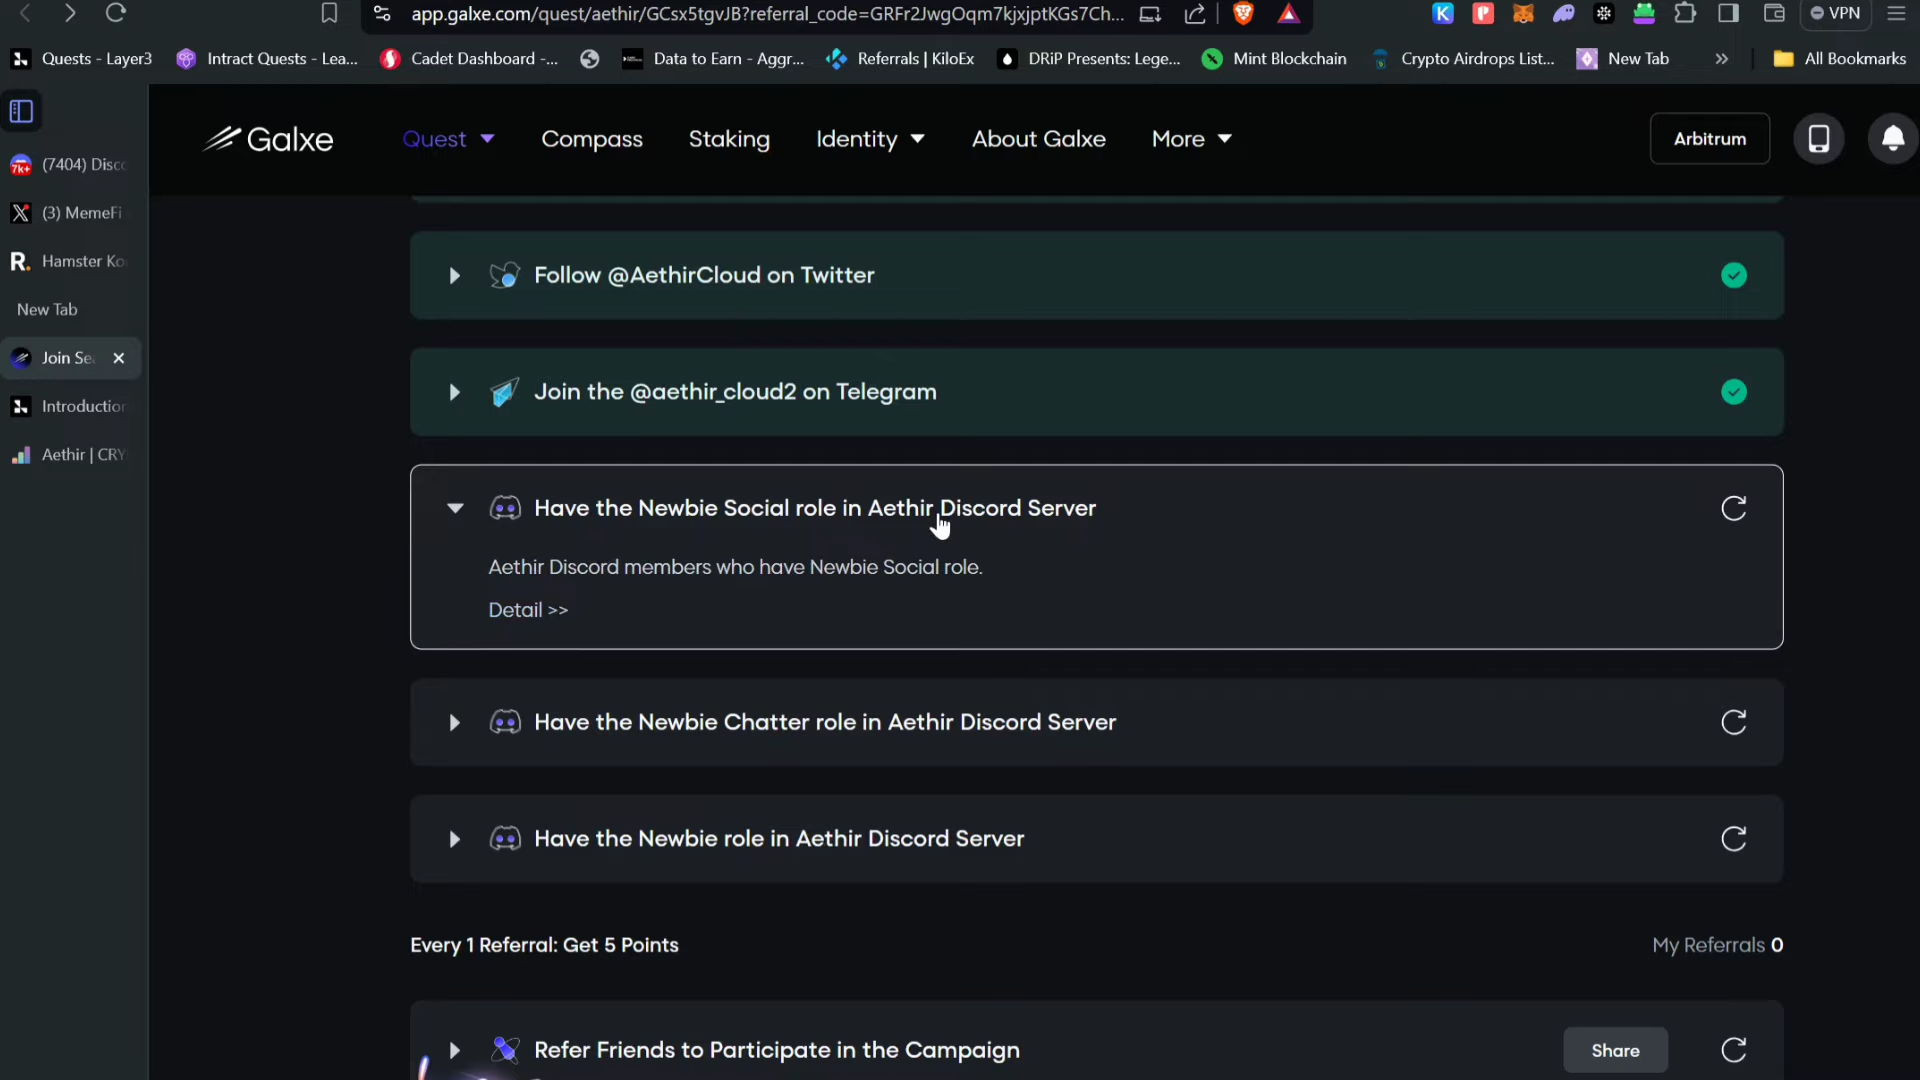 app.galxe.com/quest/aethir/GCsx5tgvJB?referral_code=GRFr2JwgOqm7kjxjptKGs7Ch...
VPN
Quests - Layer3
Intract Quests - Lea...
Cadet Dashboard -...
Data to Earn - Aggr...
Referrals | KiloEx
DRiP Presents: Lege...
Mint Blockchain
Crypto Airdrops List...
New Tab
All Bookmarks
Galxe
Quest
Compass
Staking
Identity
About Galxe
More
Arbitrum
7k+
(7404) Disco
(3) MemeFi
R. Hamster Ko
New Tab
Join Se
Introduction
Aethir | CRY
Follow @AethirCloud on Twitter
Join the @aethir_cloud2 on Telegram
Have the Newbie Social role in Aethir Discord Server
Aethir Discord members who have Newbie Social role.
Detail >>
Have the Newbie Chatter role in Aethir Discord Server
Have the Newbie role in Aethir Discord Server
Every 1 Referral: Get 5 Points
My Referrals 0
Refer Friends to Participate in the Campaign
Share